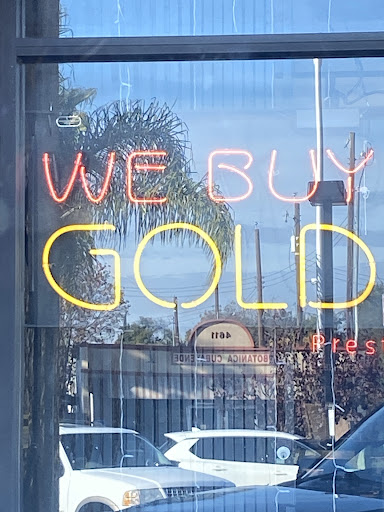 WE BUY
GOLD
4611
BOTANICA
Prest